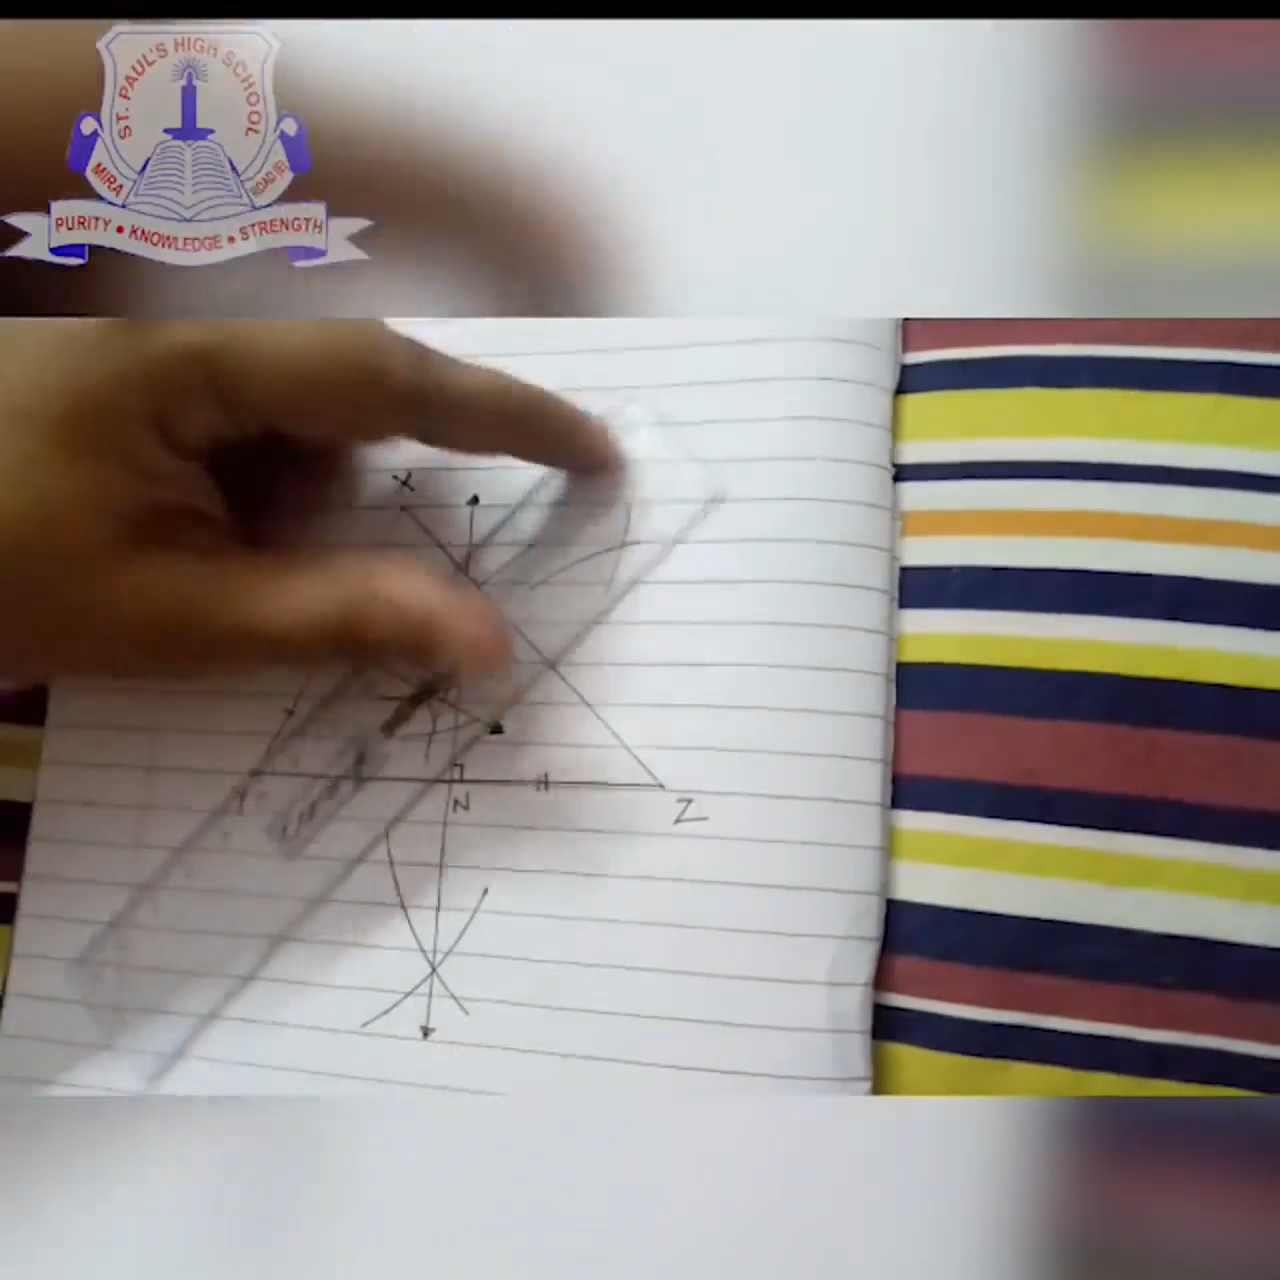 ST. PAUL'S HIGH SCHOOL
MIRA ROAD (E)
PURITY • KNOWLEDGE • STRENGTH
X
N
Z